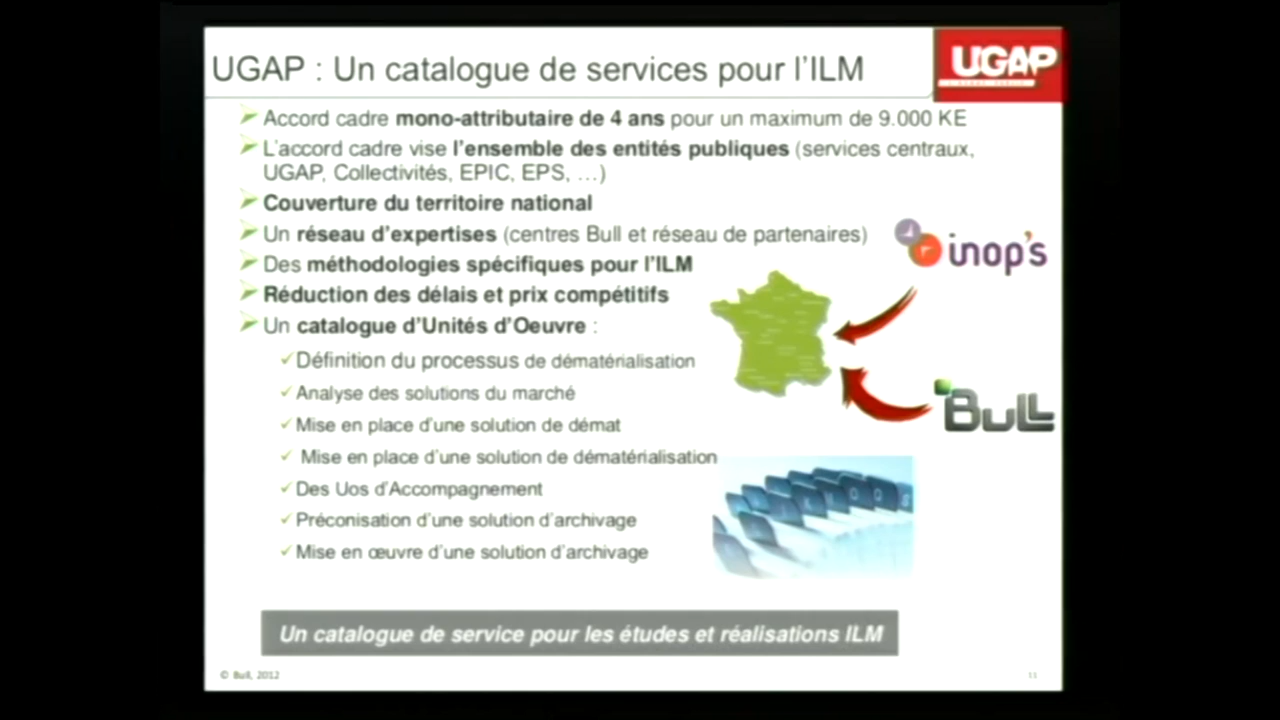 UGAP : Un catalogue de services pour l'ILM
UGAP
Accord cadre mono-attributaire de 4 ans pour un maximum de 9.000 KE
L'accord cadre vise l'ensemble des entités publiques (services centraux,
UGAP, Collectivités, EPIC, EPS, …)
Couverture du territoire national
Un réseau d'expertises (centres Bull et réseau de partenaires)
inop's
Des méthodologies spécifiques pour l'ILM
Réduction des délais et prix compétitifs
Un catalogue d'Unités d'Oeuvre :
Définition du processus de dématérialisation
Analyse des solutions du marché
Bull
Mise en place d'une solution de démat
Mise en place d'une solution de dématérialisation
Des Uos d'Accompagnement
Préconisation d'une solution d'archivage
Mise en œuvre d'une solution d'archivage
Un catalogue de service pour les études et réalisations ILM
© Bull, 2012